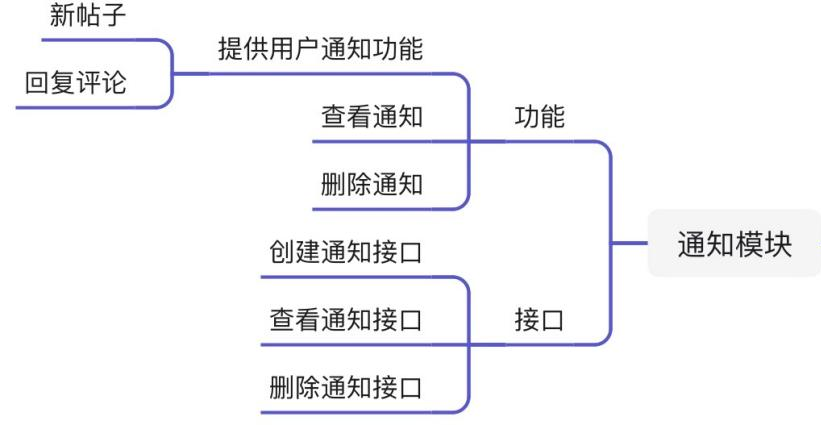 新帖子
提供用户通知功能
回复评论
查看通知
功能
删除通知
通知模块
创建通知接口
查看通知接口
接口
删除通知接口